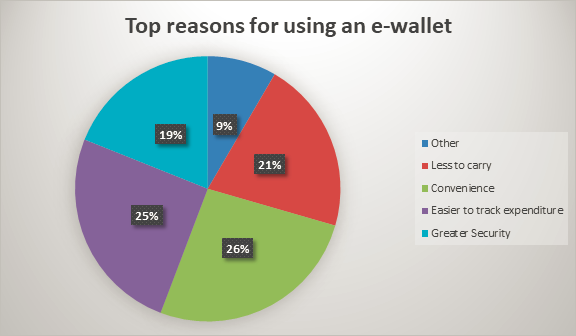 Top reasons for using an e-wallet
9%
21%
26%
25%
19%
Other
Less to carry
Convenience
Easier to track expenditure
Greater Security